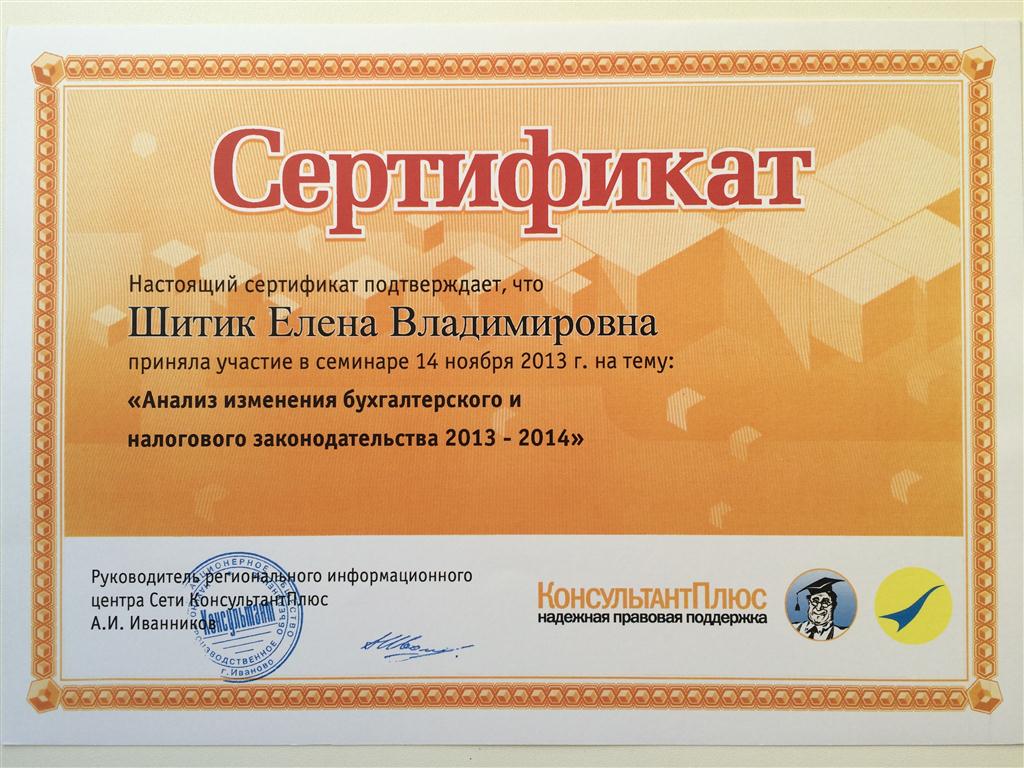 Сертификат
Настоящий сертификат подтверждает, что
Шитик Елена Владимировна
приняла участие в семинаре 14 ноября 2013 г. на тему:
«Анализ изменения бухгалтерского и
налогового законодательства 2013 - 2014»
Руководитель регионального информационного
центра Сети КонсультантПлюс
А.И. Иванников
Консультант
г. Иваново
КонсультантПлюс
надежная правовая поддержка